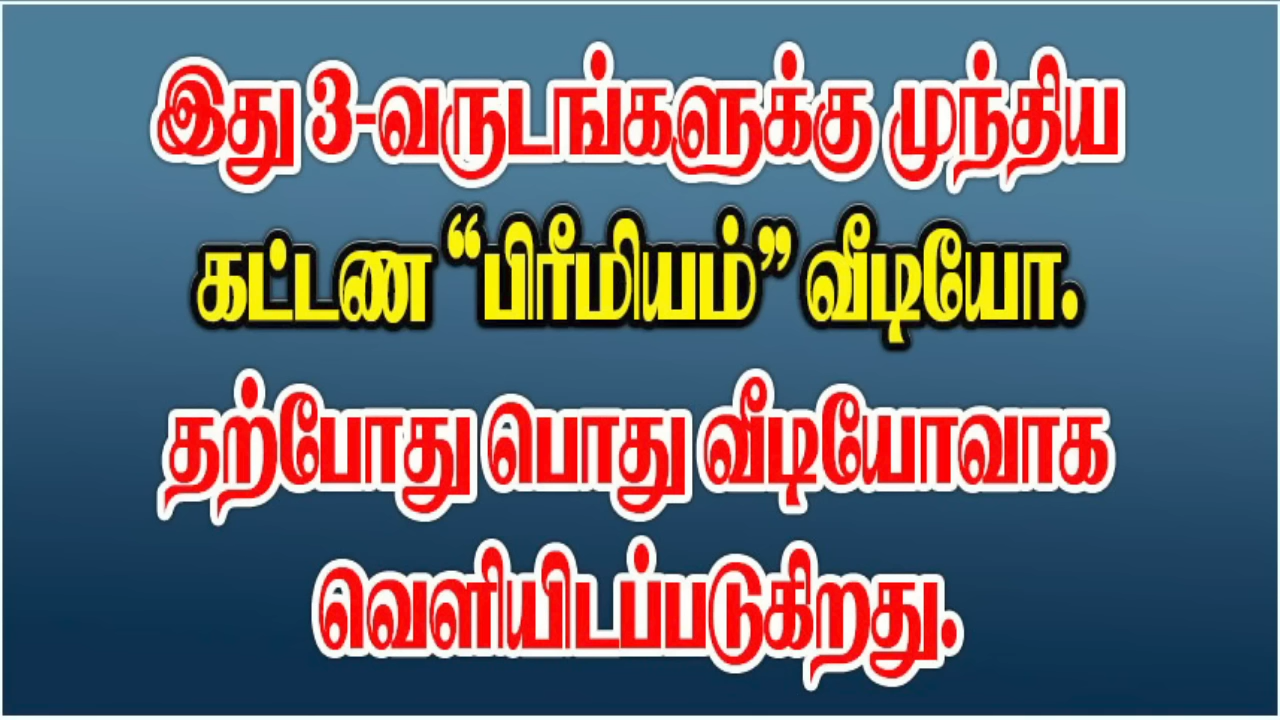 இது 3-வருடங்களுக்கு முந்திய
கட்டண “பிரீமியம்” வீடியோ.
தற்போது பொது வீடியோவாக
வெளியிடப்படுகிறது.